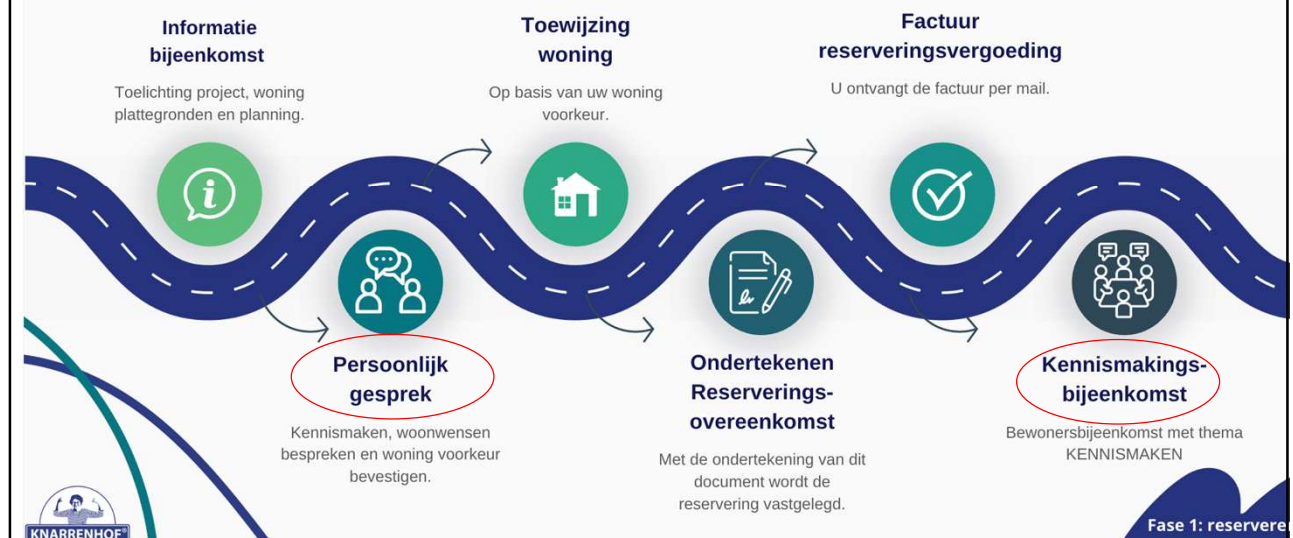 Informatie
bijeenkomst
Toelichting project, woning
plattegronden en planning.
Persoonlijk
gesprek
Kennismaken, woonwensen
bespreken en woning voorkeur
bevestigen.
Toewijzing
woning
Op basis van uw woning
voorkeur.
Ondertekenen
Reserverings-
overeenkomst
Met de ondertekening van dit
document wordt de
reservering vastgelegd.
Factuur
reserveringsvergoeding
U ontvangt de factuur per mail.
Kennismakings-
bijeenkomst
Bewonersbijeenkomst met thema
KENNISMAKEN
KNARRENHOF®
Fase 1: reserveren